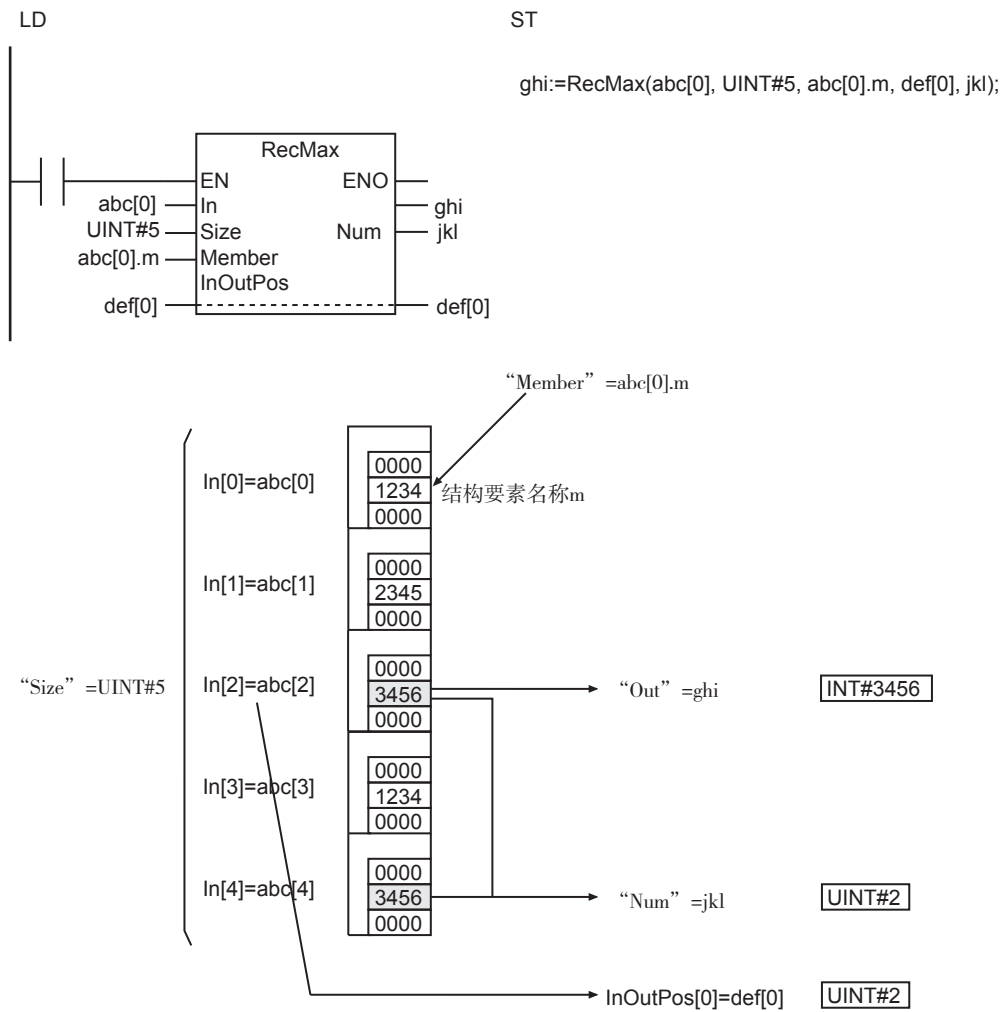 LD
ST
ghi:=RecMax(abc[0], UINT#5, abc[0].m, def[0], jkl);
RecMax
EN ENO
abc[0] In ghi
UINT#5 Size Num jkl
abc[0].m Member
InOutPos
def[0] def[0]
“Member”=abc[0].m
In[0]=abc[0]
0000
1234
0000
结构要素名称m
In[1]=abc[1]
0000
2345
0000
“Size”=UINT#5
In[2]=abc[2]
0000
3456
0000
“Out”=ghi
INT#3456
In[3]=abc[3]
0000
1234
0000
In[4]=abc[4]
0000
3456
0000
“Num”=jkl
UINT#2
InOutPos[0]=def[0]
UINT#2